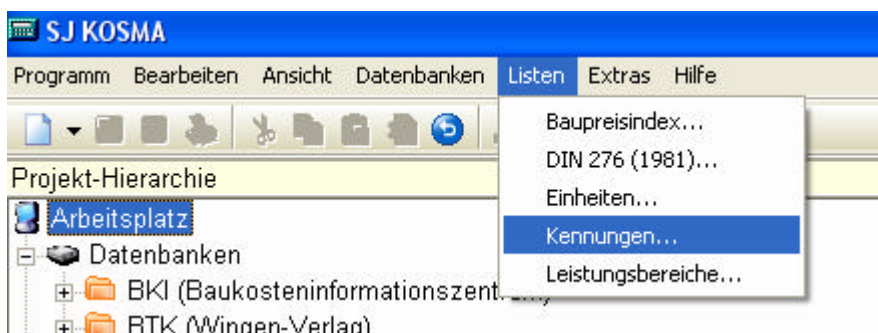 SJ KOSMA
Programm Bearbeiten Ansicht Datenbanken Listen Extras Hilfe
Baupreisindex...
DIN 276 (1981)...
Einheiten...
Kennungen...
Leistungsbereiche...
Projekt-Hierarchie
Arbeitsplatz
Datenbanken
BKI (Baukosteninformationszentrum)
BTK (Wingen-Verlag)